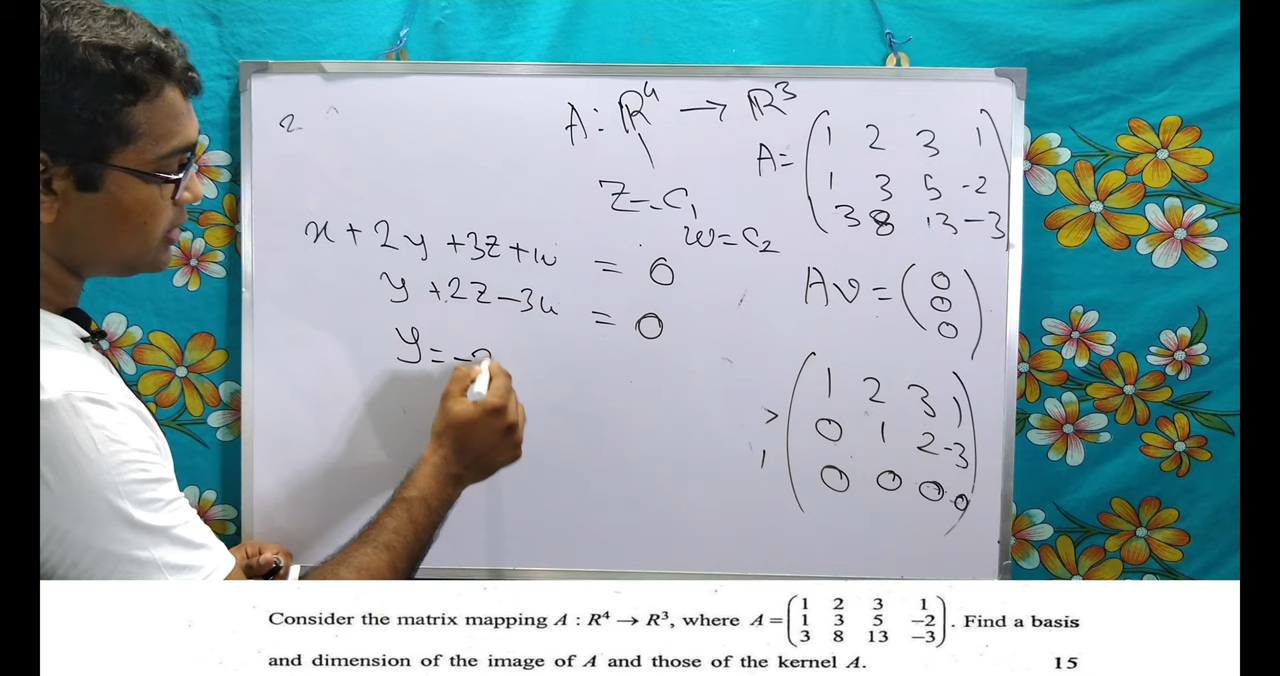 2
A : ℝ⁴ → ℝ³
A = (1 2 3 1
1 3 5 -2
3 8 13 -3)
Z = C₁
w = C₂
x + 2y + 3z + w = 0
y + 2z - 3w = 0
y = -2
Av = (0
0
0)
(1 2 3 1
0 1 2 -3
0 0 0 0)
Consider the matrix mapping A : R⁴ → R³, where A = (1 2 3 1
1 3 5 −2
3 8 13 −3). Find a basis
and dimension of the image of A and those of the kernel A. 15